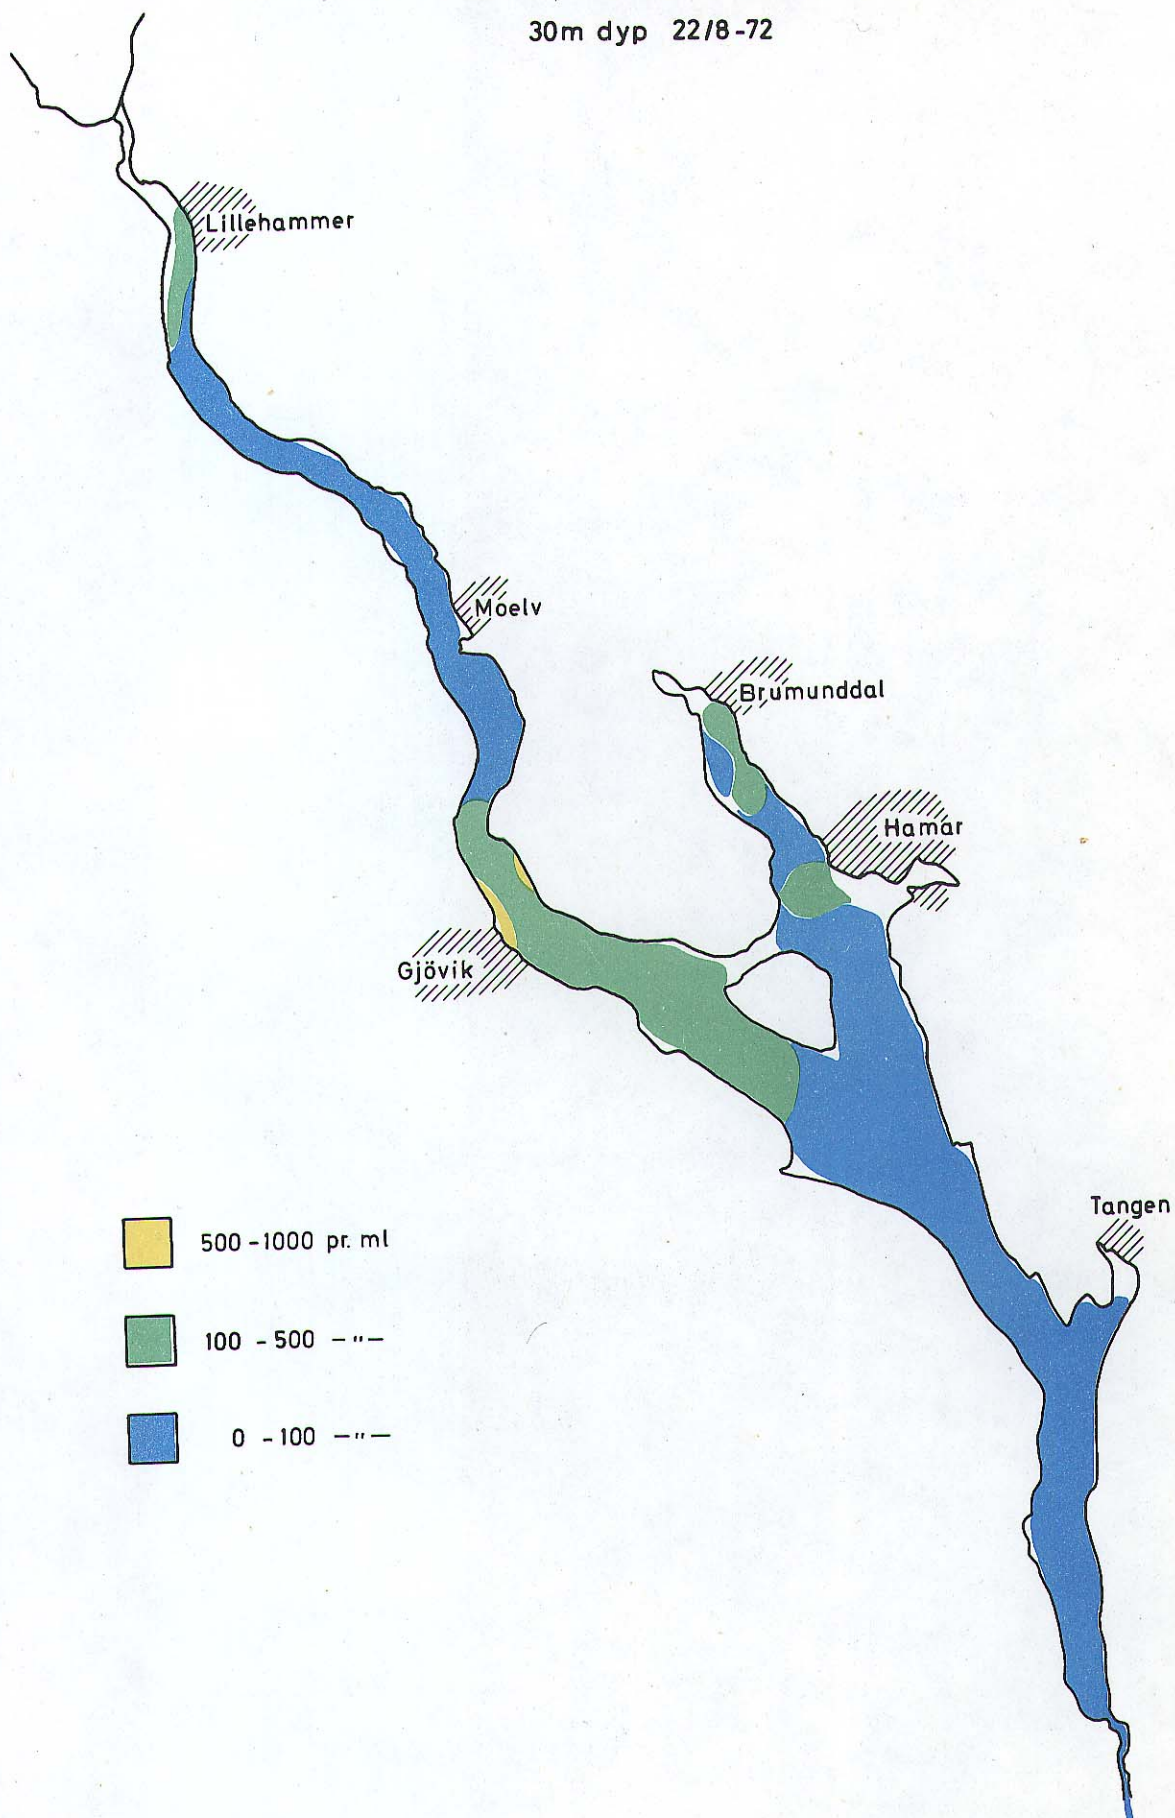 30m dyp 22/8-72
Lillehammer
Moelv
Brumunddal
Hamar
Gjövik
Tangen
500-1000 pr. ml
100 - 500 -"-
0 - 100 -"-